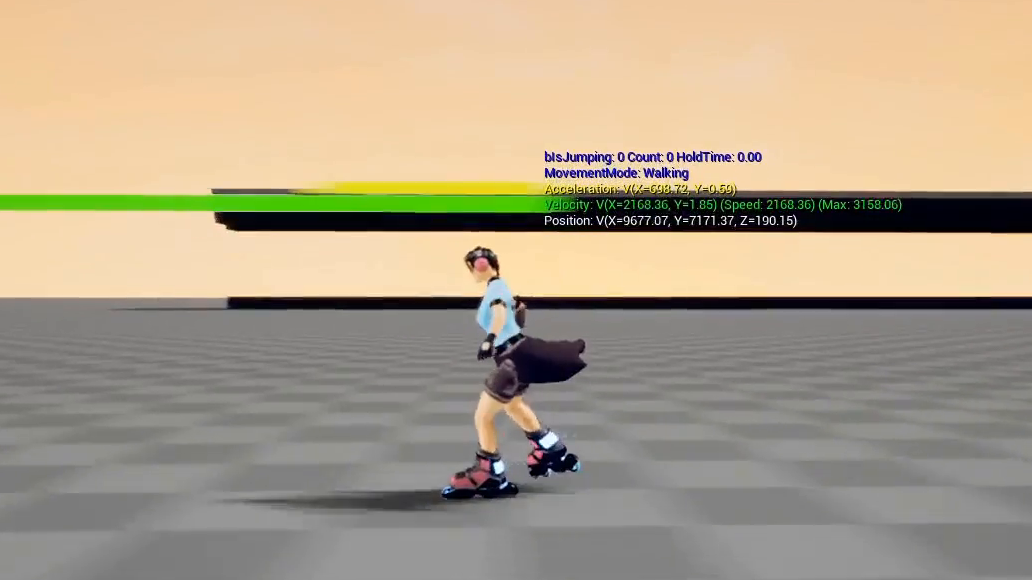 bIsJumping: 0 Count: 0 HoldTime: 0.00
MovementMode: Walking
Acceleration: V(X=698.72, Y=0.59)
Velocity: V(X=2168.36, Y=1.85) (Speed: 2168.36) (Max: 3158.06)
Position: V(X=9677.07, Y=7171.37, Z=190.15)